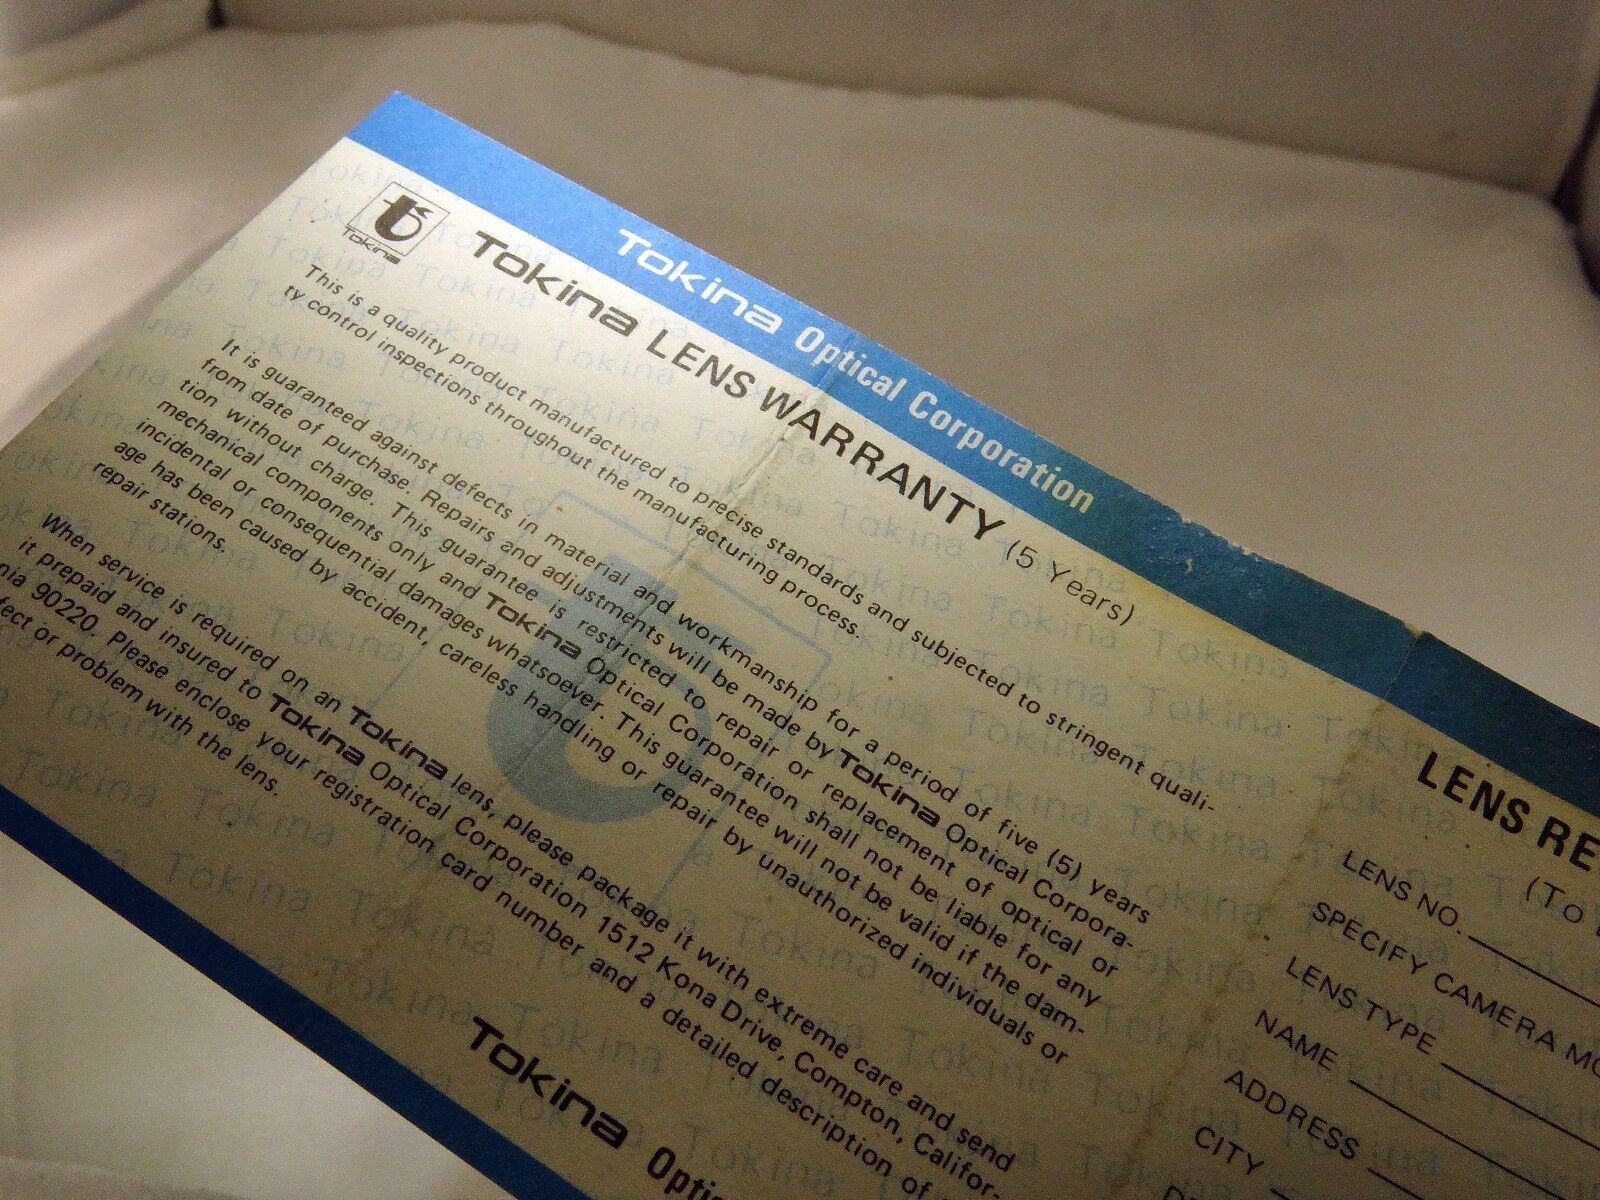 Tokina Optical Corporation
Tokina
Tokina LENS WARRANTY (5 Years)
This is a quality product manufactured to precise standards and subjected to stringent quali-
ty control inspections throughout the manufacturing process.
It is guaranteed against defects in material and workmanship for a period of five (5) years
from date of purchase. Repairs and adjustments will be made by Tokina Optical Corpora-
tion without charge. This guarantee is restricted to repair or replacement of optical or
mechanical components only and Tokina Optical Corporation shall not be liable for any
incidental or consequential damages whatsoever. This guarantee will not be valid if the dam-
age has been caused by accident, careless handling or repair by unauthorized individuals or
repair stations.
When service is required on an Tokina lens, please package it with extreme care and send
it prepaid and insured to Tokina Optical Corporation 1512 Kona Drive, Compton, Califor-
nia 90220. Please enclose your registration card number and a detailed description of
fect or problem with the lens.
Tokina Optic
LENS RE
(To
LENS NO.
SPECIFY CAMERA MO
LENS TYPE
NAME
ADDRESS
CITY